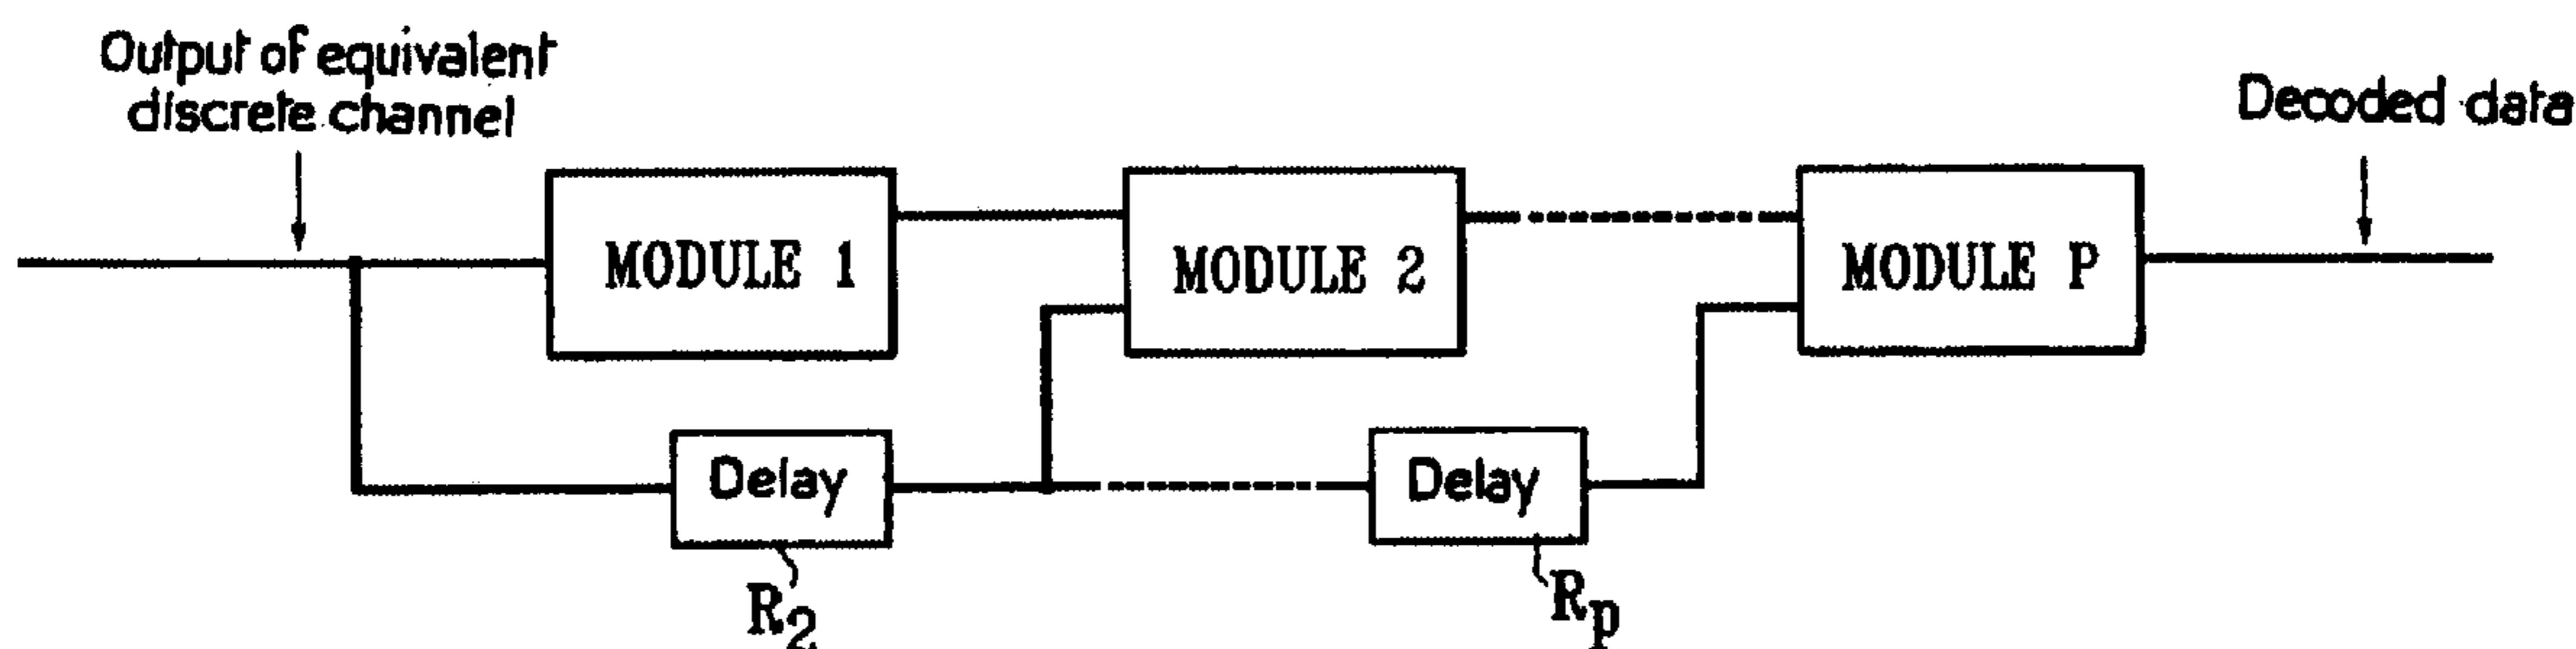 Output of equivalent
discrete channel
Decoded data
MODULE 1
MODULE 2
MODULE P
Delay
Delay
R2
Rp